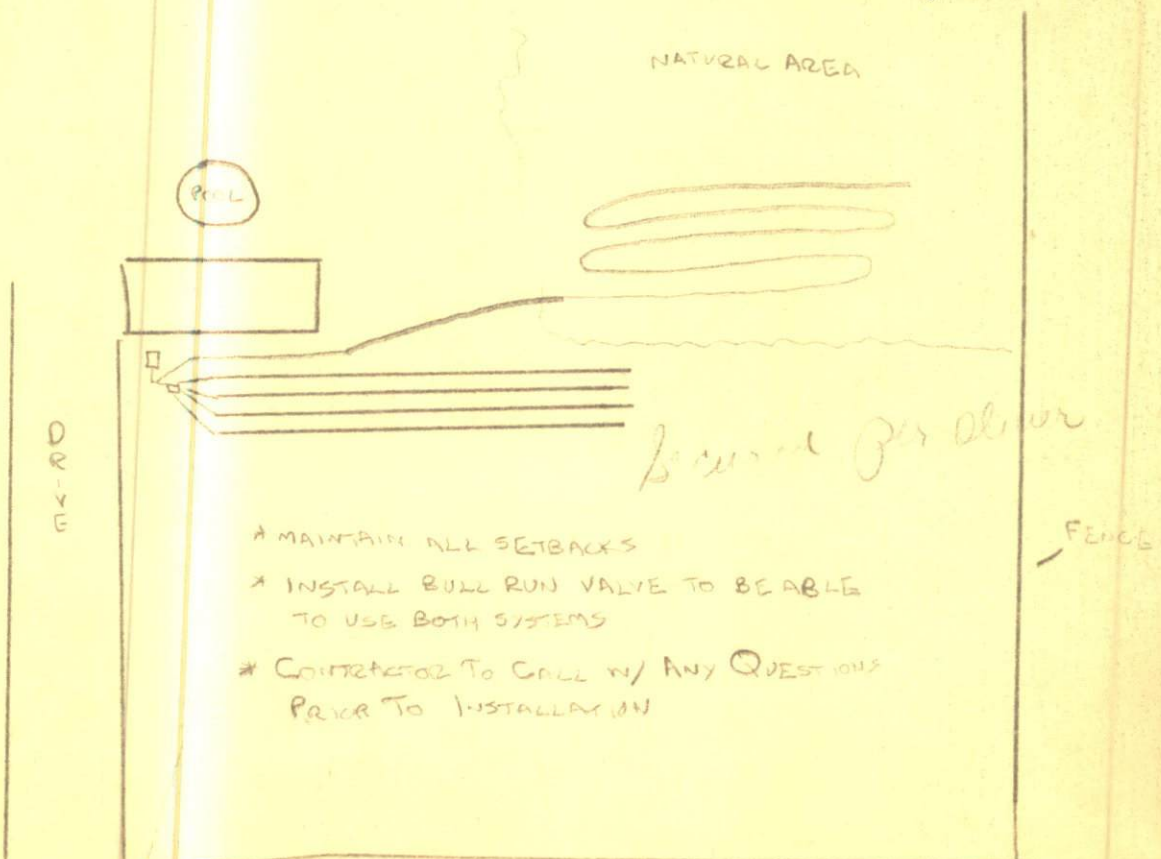 NATURAL AREA
POOL
DRIVE
FENCE
* MAINTAIN ALL SETBACKS
* INSTALL BULL RUN VALVE TO BE ABLE
TO USE BOTH SYSTEMS
* CONTRACTOR TO CALL W/ ANY QUESTIONS
PRIOR TO INSTALLATION